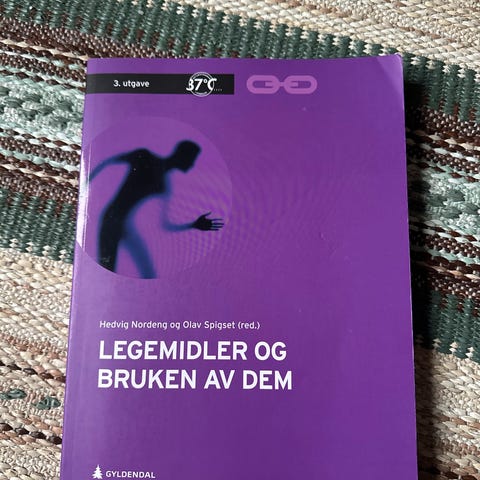 3. utgave
37°C
Hedvig Nordeng og Olav Spigset (red.)
LEGEMIDLER OG
BRUKEN AV DEM
GYLDENDAL